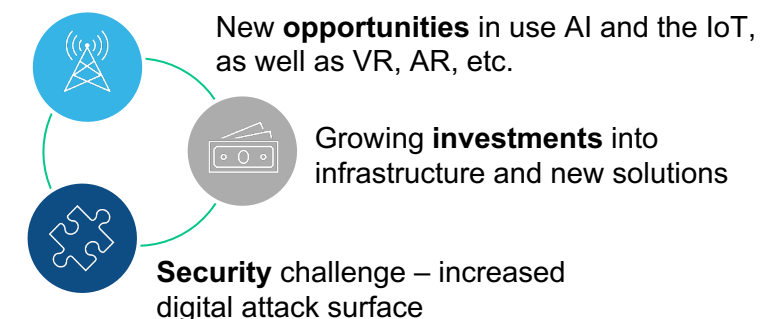 New opportunities in use AI and the IoT,
as well as VR, AR, etc.
Growing investments into
infrastructure and new solutions
Security challenge – increased
digital attack surface